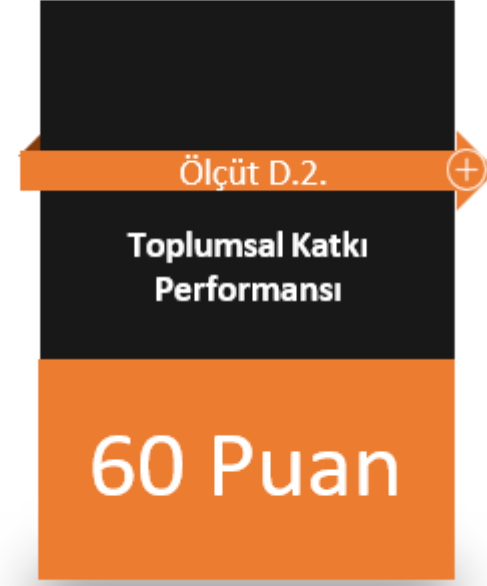 Ölçüt D.2.
Toplumsal Katkı
Performansı
60 Puan